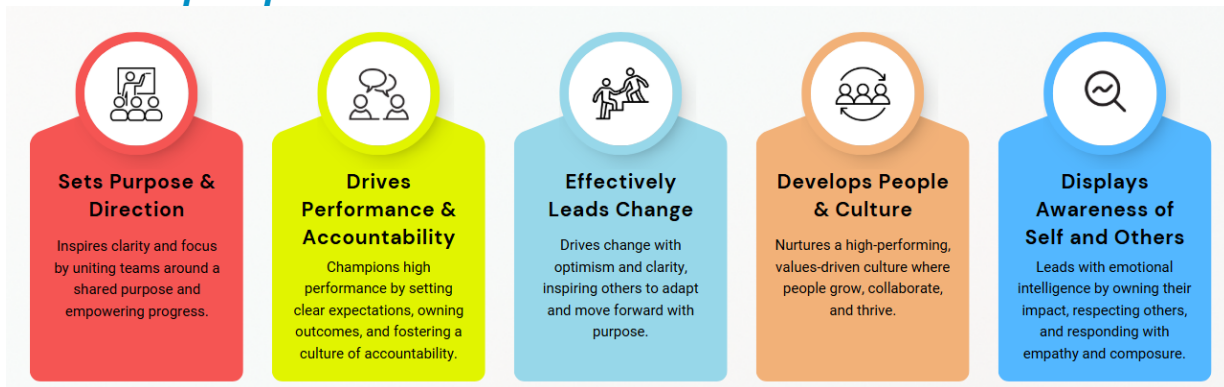 Sets Purpose &
Direction
Inspires clarity and focus
by uniting teams around a
shared purpose and
empowering progress.
Drives
Performance &
Accountability
Champions high
performance by setting
clear expectations, owning
outcomes, and fostering a
culture of accountability.
Effectively
Leads Change
Drives change with
optimism and clarity,
inspiring others to adapt
and move forward with
purpose.
Develops People
& Culture
Nurtures a high-performing,
values-driven culture where
people grow, collaborate,
and thrive.
Displays
Awareness of
Self and Others
Leads with emotional
intelligence by owning their
impact, respecting others,
and responding with
empathy and composure.